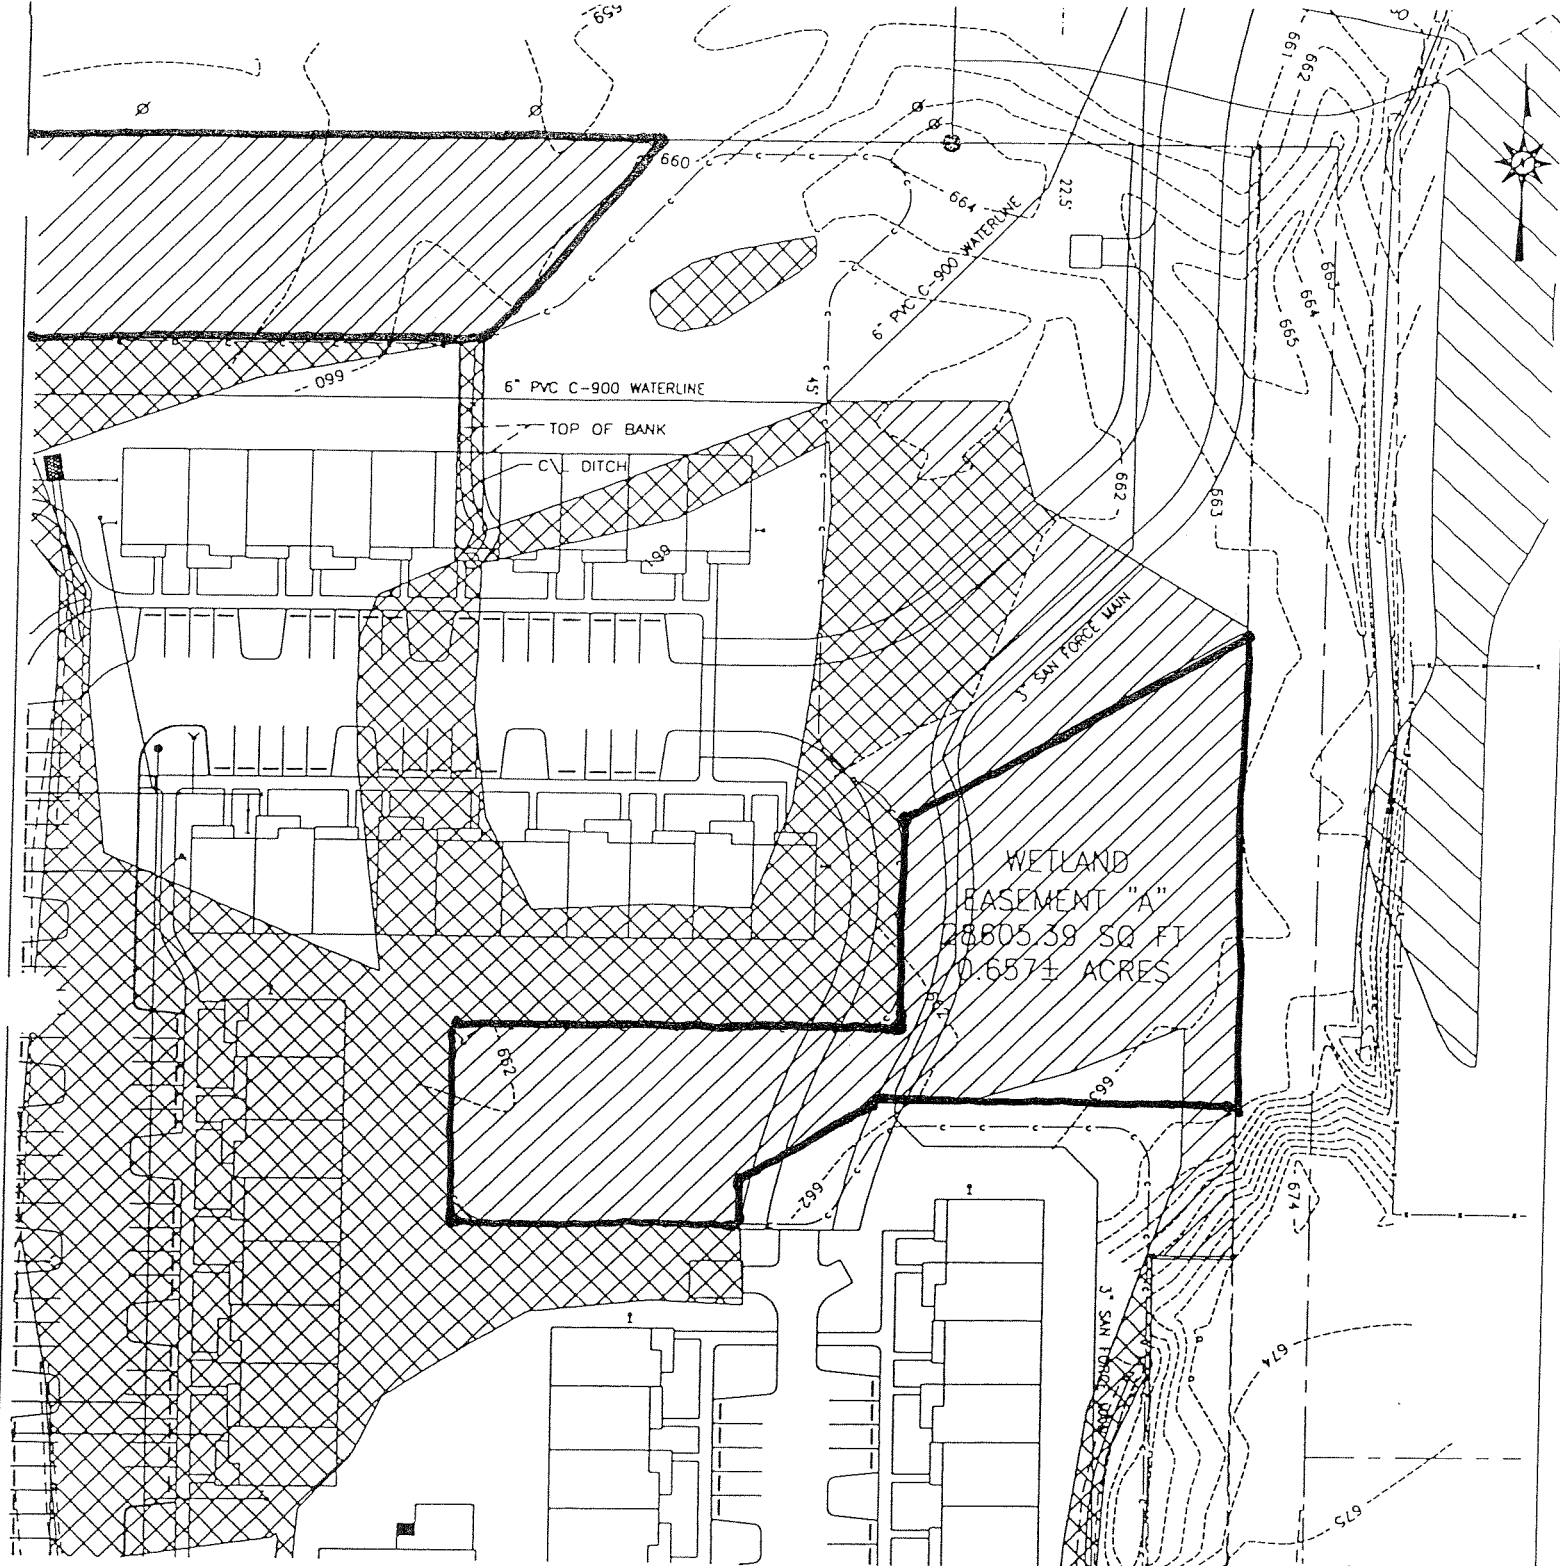 659
661
662
660
664
22.5'
6" PVC C-900 WATERLINE
663
664
665
660
6" PVC C-900 WATERLINE
45°
TOP OF BANK
C\L DITCH
662
663
661
3" SAN FORCE MAIN
WETLAND
EASEMENT "A"
28605.39 SQ FT
0.657± ACRES
662
663
662
674
3" SAN FORCE MAIN
674
675